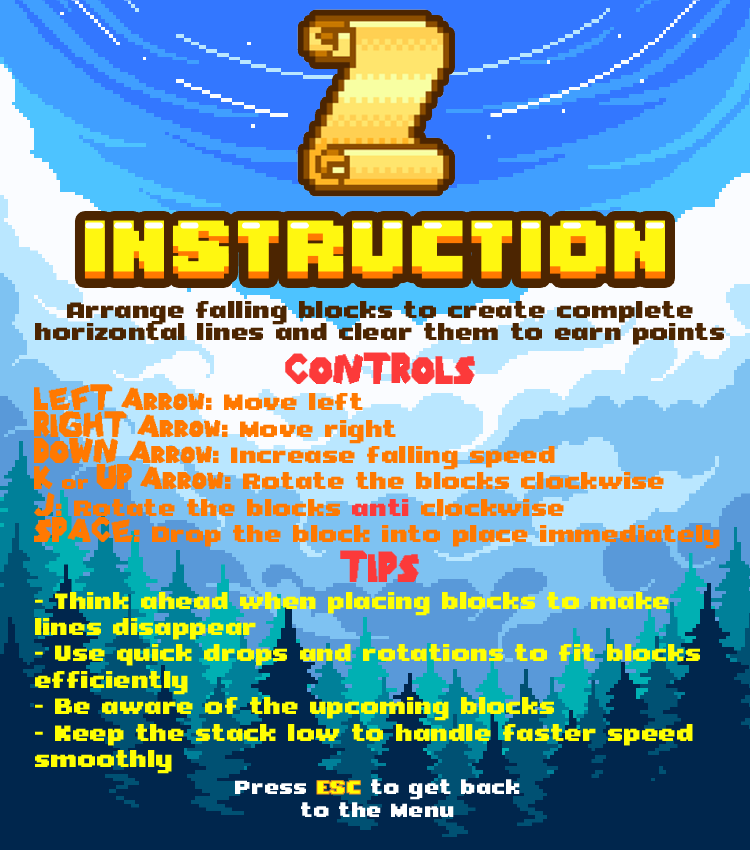 INSTRUCTION
Arrange falling blocks to create complete
horizontal lines and clear them to earn points
CONTROLS
LEFT ARROW: Move left
RIGHT ARROW: Move right
DOWN ARROW: Increase falling speed
K or UP ARROW: Rotate the blocks clockwise
J: Rotate the blocks anti clockwise
SPACE: Drop the block into place immediately
TIPS
- Think ahead when placing blocks to make
lines disappear
- Use quick drops and rotations to fit blocks
efficiently
- Be aware of the upcoming blocks
- Keep the stack low to handle faster speed
smoothly
Press ESC to get back
to the Menu